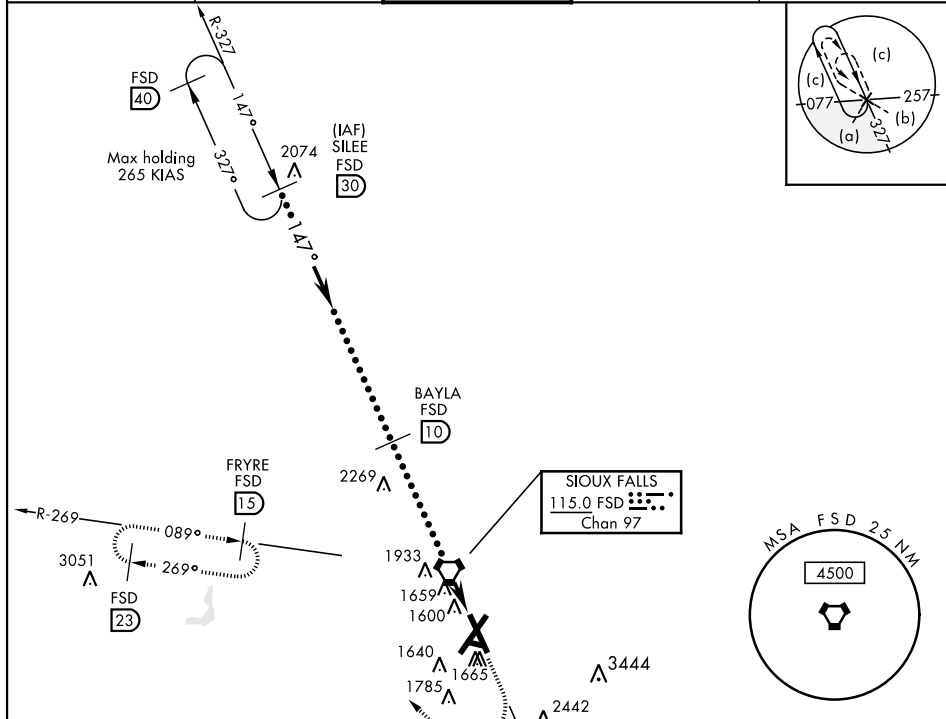 R-327
FSD
40
147°
327°
Max holding
265 KIAS
2074
(IAF)
SILEE
FSD
30
147°
(c)
(c)
077
257
(a)
327
(b)
BAYLA
FSD
10
2269
FRYRE
FSD
15
R-269
089°
269°
3051
FSD
23
SIOUX FALLS
115.0 FSD
Chan 97
1933
1659
1600
1640
1665
1785
3444
2442
MSA FSD 25 NM
4500